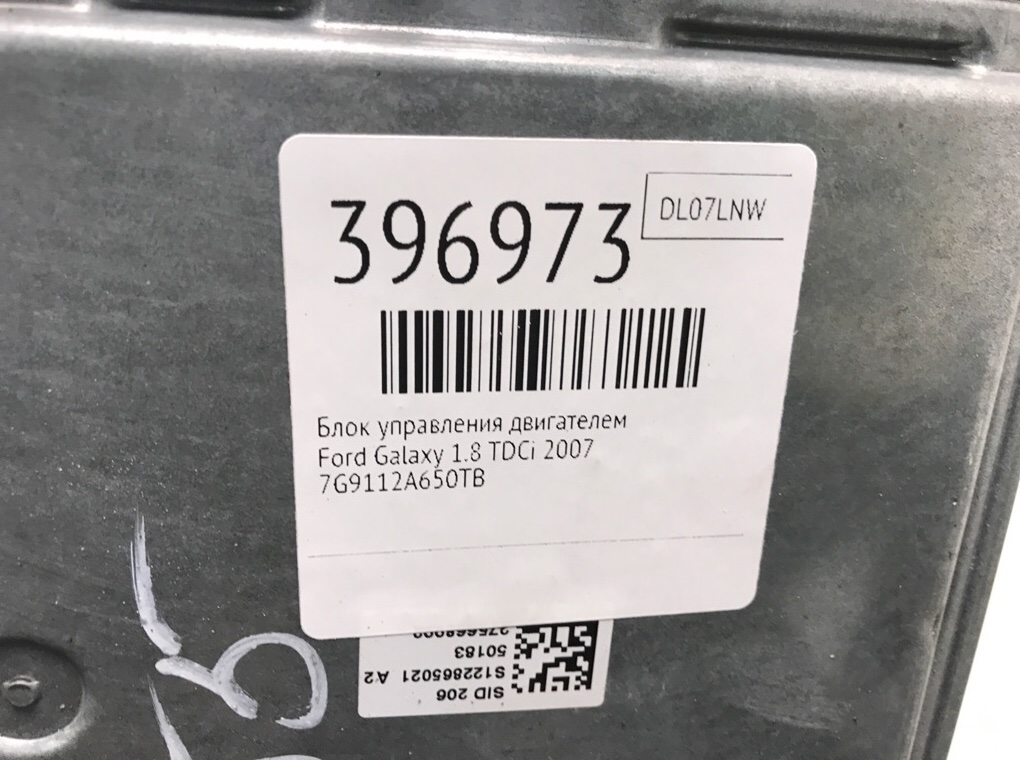 396973
DL07LNW
Блок управления двигателем
Ford Galaxy 1.8 TDCi 2007
7G9112A650TB
SID 206
S122865021 A2
50183